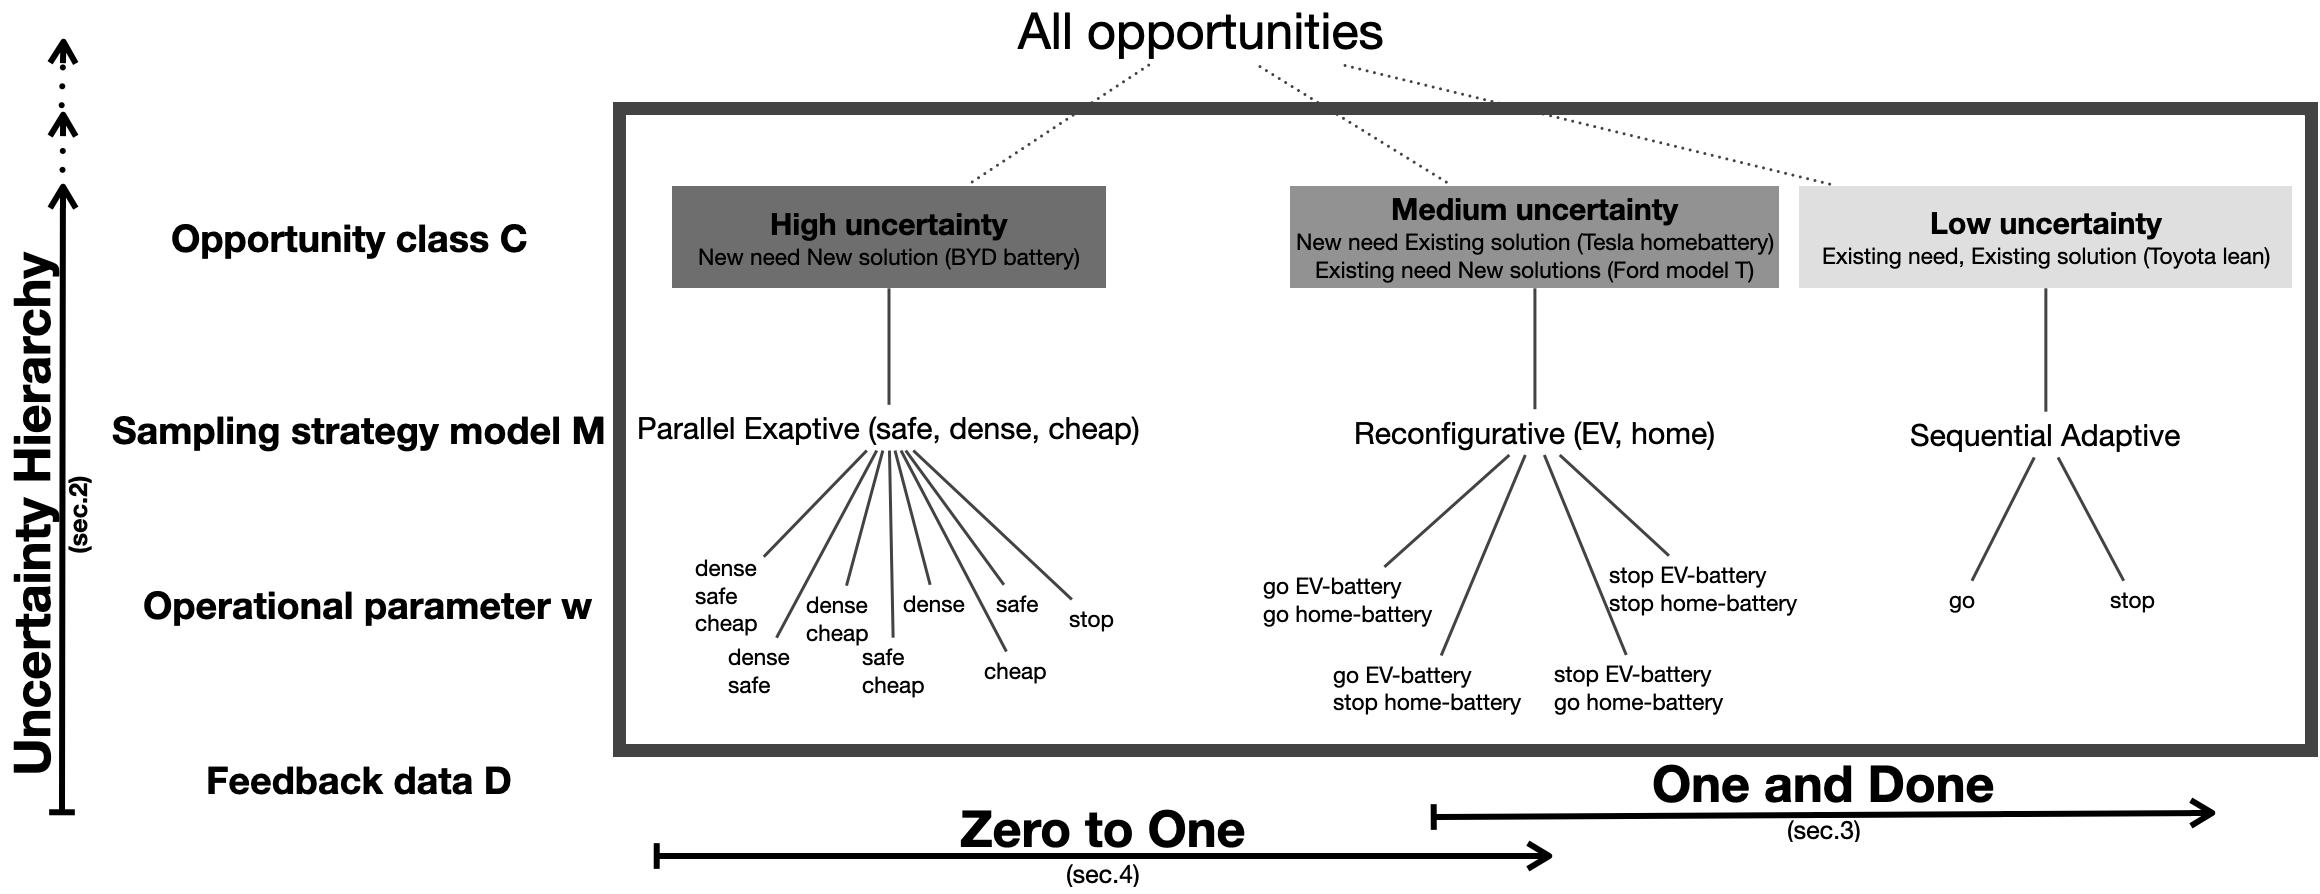 All opportunities
Uncertainty Hierarchy
(sec.2)
Opportunity class C
High uncertainty
New need New solution (BYD battery)
Medium uncertainty
New need Existing solution (Tesla homebattery)
Existing need New solutions (Ford model T)
Low uncertainty
Existing need, Existing solution (Toyota lean)
Sampling strategy model M
Parallel Exaptive (safe, dense, cheap)
Reconfigurative (EV, home)
Sequential Adaptive
Operational parameter w
dense
safe
cheap
dense
safe
dense
cheap
safe
cheap
dense
safe
cheap
stop
go EV-battery
go home-battery
go EV-battery
stop home-battery
stop EV-battery
go home-battery
stop EV-battery
stop home-battery
go
stop
Feedback data D
One and Done
(sec.3)
Zero to One
(sec.4)